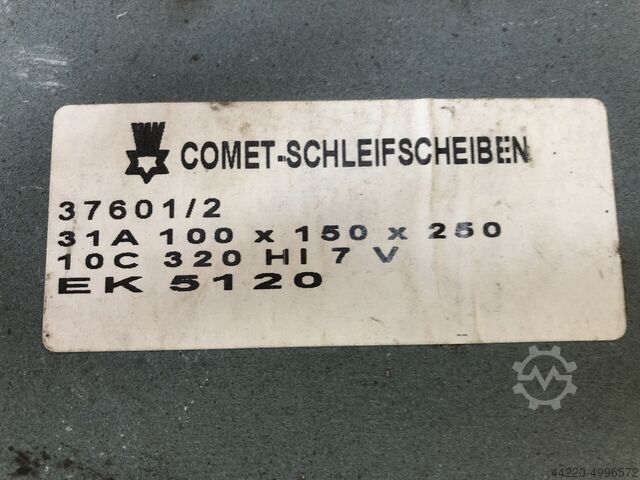 COMET-SCHLEIFSCHEIBEN
37601/2
31A 100 x 150 x 250
10C 320 HI 7 V
EK 5120
44220-4996572